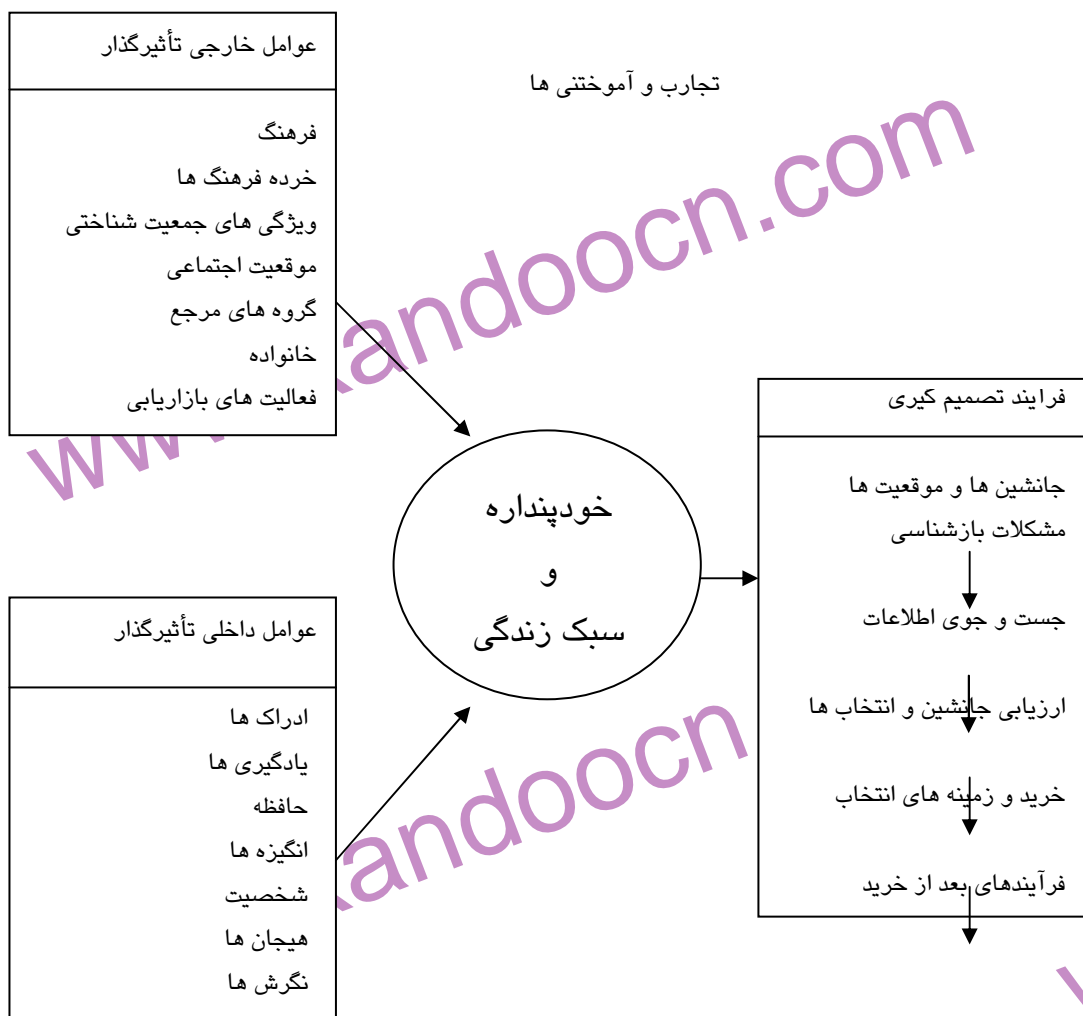 عوامل خارجی تأثیرگذار
فرهنگ
خرده فرهنگ ها
ویژگی های جمعیت شناختی
موقعیت اجتماعی
گروه های مرجع
خانواده
فعالیت های بازاریابی
تجارب و آموختنی ها
عوامل داخلی تأثیرگذار
ادراک ها
یادگیری ها
حافظه
انگیزه ها
شخصیت
هیجان ها
نگرش ها
خودپنداره
و
سبک زندگی
فرایند تصمیم گیری
جانشین ها و موقعیت ها
مشکلات بازشناسی
جست و جوی اطلاعات
ارزیابی جانشین و انتخاب ها
خرید و زمینه های انتخاب
فرآیندهای بعد از خرید
www.kandoocn.com
kandoocn